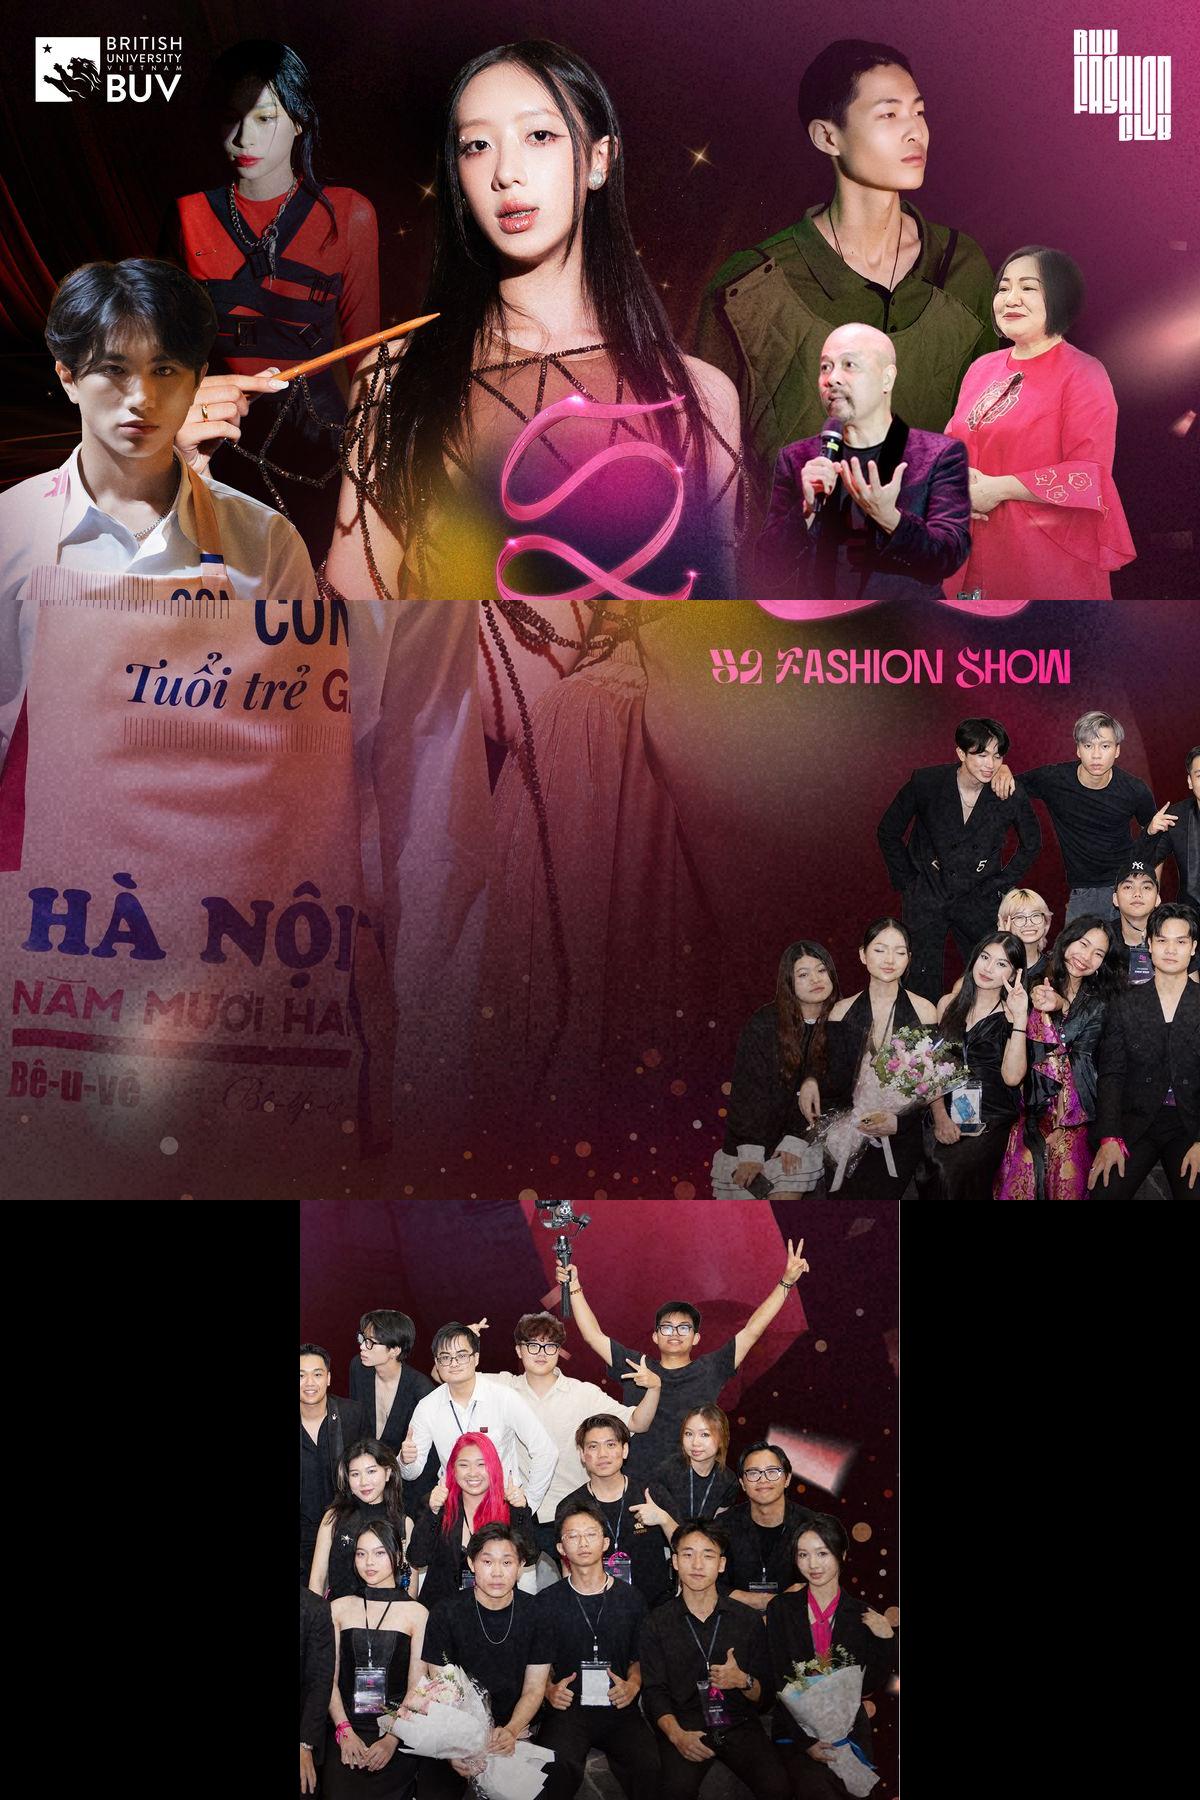 BRITISH
UNIVERSITY
VIETNAM
BUV
BUV
FASHION
CLUB
CON
Tuổi trẻ
HÀ NỘI
NĂM MƯƠI HA
Bê-u-vê
S2 FASHION SHOW